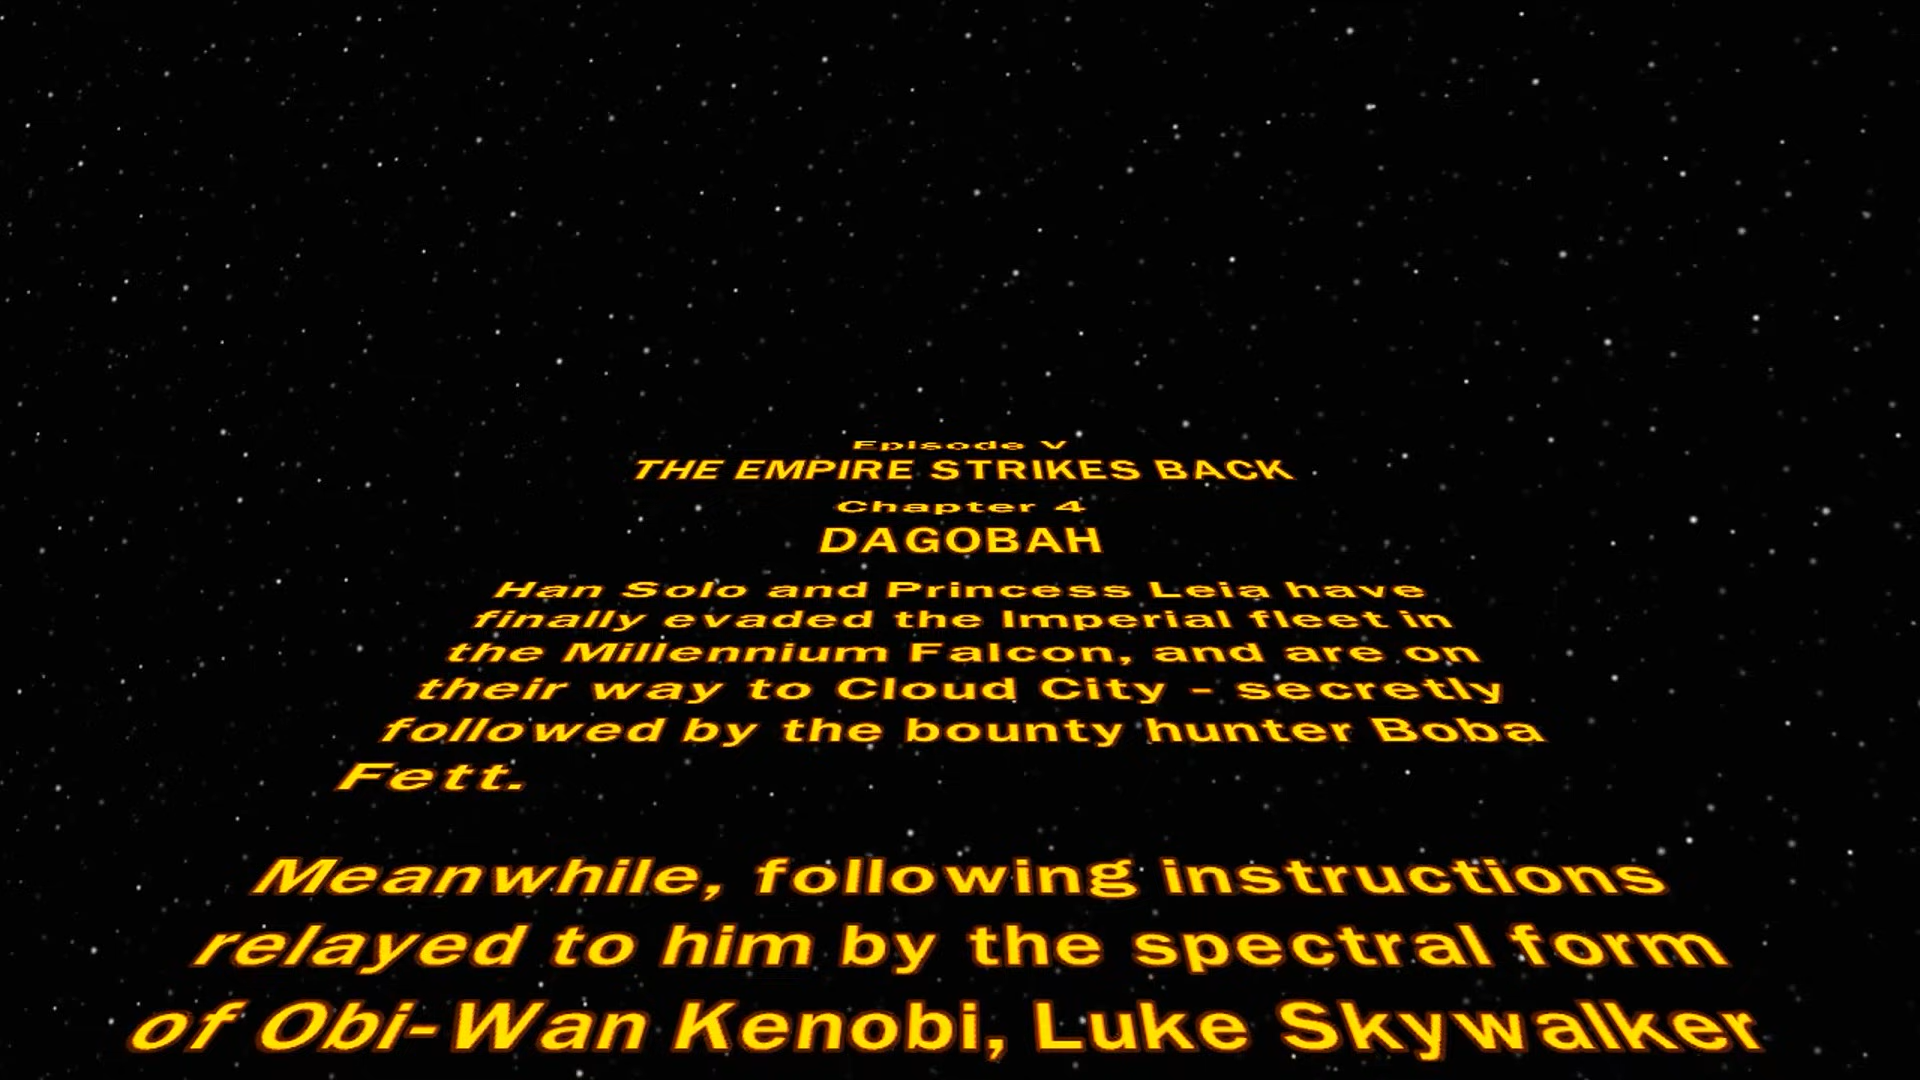 Episode V
THE EMPIRE STRIKES BACK
Chapter 4
DAGOBAH
Han Solo and Princess Leia have
finally evaded the Imperial fleet in
the Millennium Falcon, and are on
their way to Cloud City - secretly
followed by the bounty hunter Boba
Fett.
Meanwhile, following instructions
relayed to him by the spectral form
of Obi-Wan Kenobi, Luke Skywalker